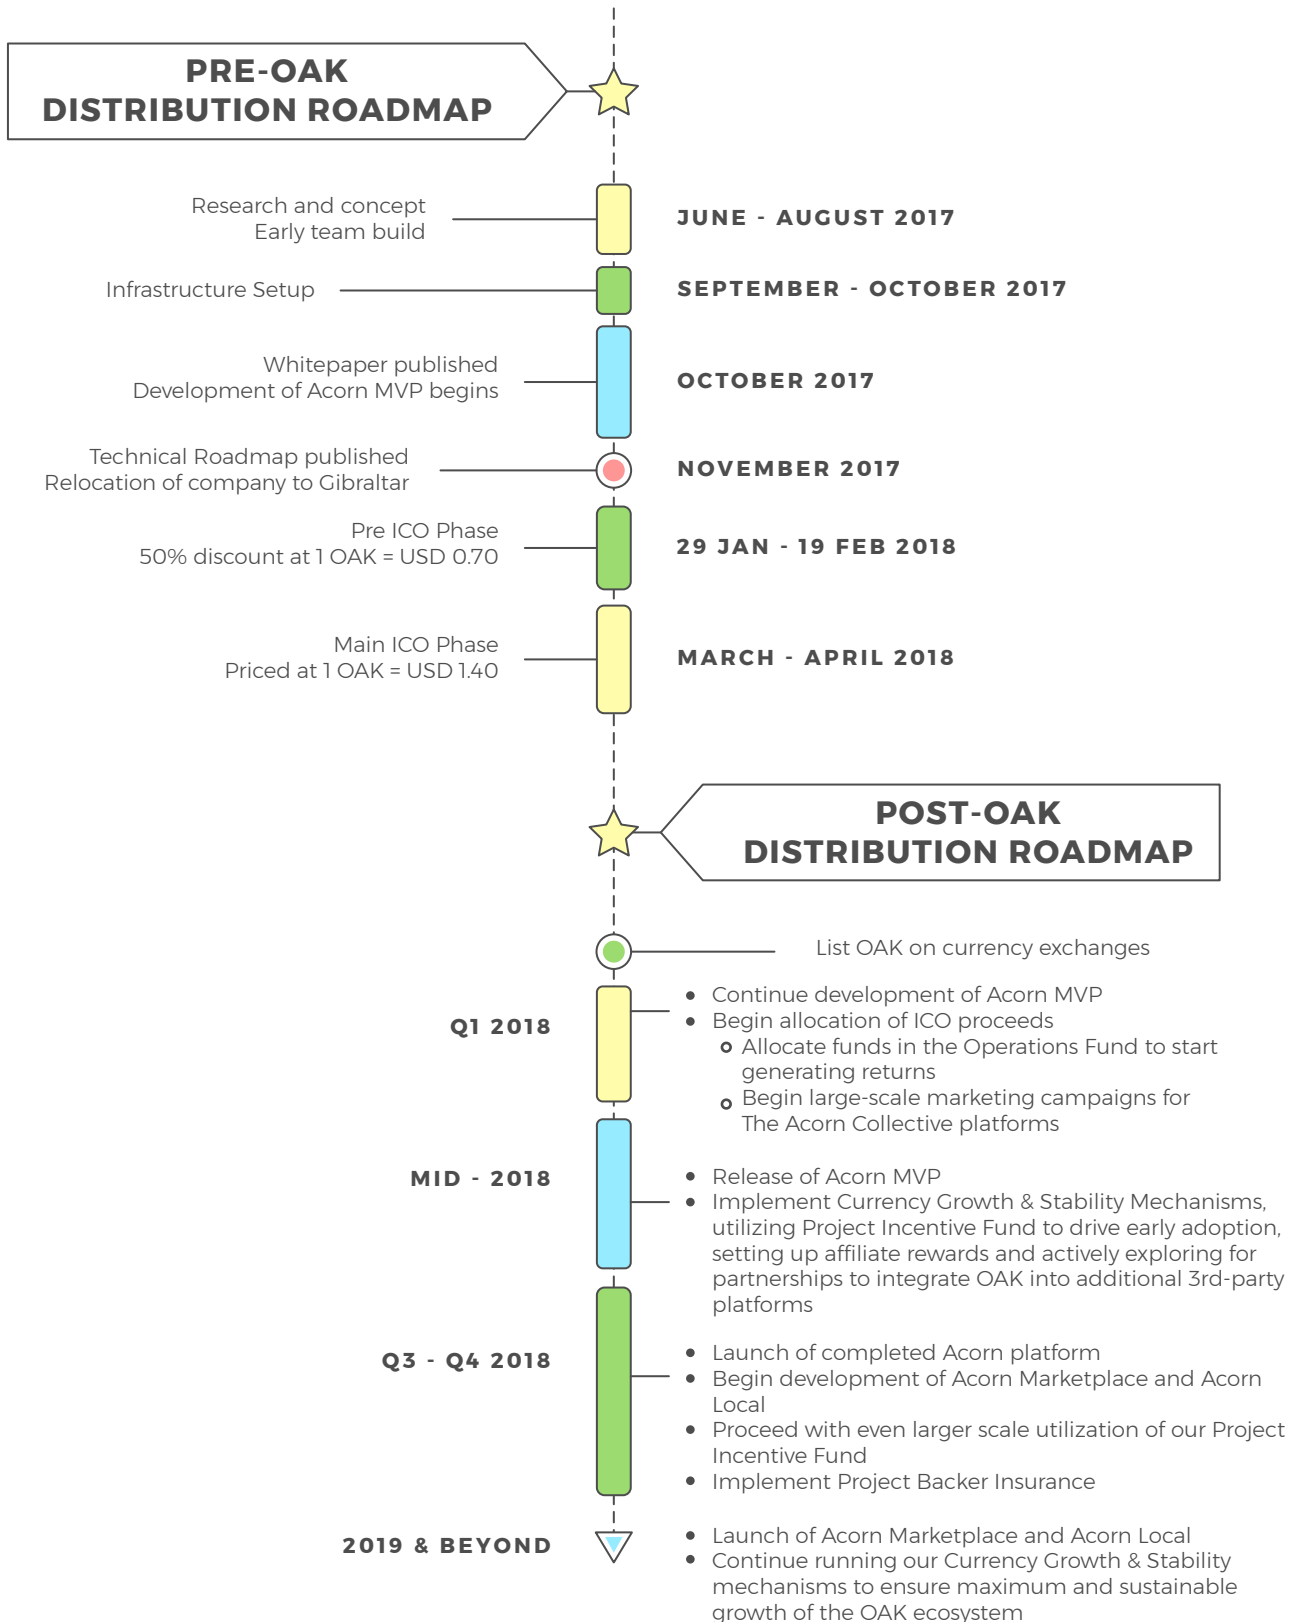 PRE-OAK
DISTRIBUTION ROADMAP
Research and concept
Early team build
JUNE - AUGUST 2017
Infrastructure Setup
SEPTEMBER - OCTOBER 2017
Whitepaper published
Development of Acorn MVP begins
OCTOBER 2017
Technical Roadmap published
Relocation of company to Gibraltar
NOVEMBER 2017
Pre ICO Phase
50% discount at 1 OAK = USD 0.70
29 JAN - 19 FEB 2018
Main ICO Phase
Priced at 1 OAK = USD 1.40
MARCH - APRIL 2018
POST-OAK
DISTRIBUTION ROADMAP
List OAK on currency exchanges
Q1 2018
Continue development of Acorn MVP
Begin allocation of ICO proceeds
Allocate funds in the Operations Fund to start
generating returns
Begin large-scale marketing campaigns for
The Acorn Collective platforms
MID - 2018
Release of Acorn MVP
Implement Currency Growth & Stability Mechanisms,
utilizing Project Incentive Fund to drive early adoption,
setting up affiliate rewards and actively exploring for
partnerships to integrate OAK into additional 3rd-party
platforms
Q3 - Q4 2018
Launch of completed Acorn platform
Begin development of Acorn Marketplace and Acorn
Local
Proceed with even larger scale utilization of our Project
Incentive Fund
Implement Project Backer Insurance
2019 & BEYOND
Launch of Acorn Marketplace and Acorn Local
Continue running our Currency Growth & Stability
mechanisms to ensure maximum and sustainable
growth of the OAK ecosystem